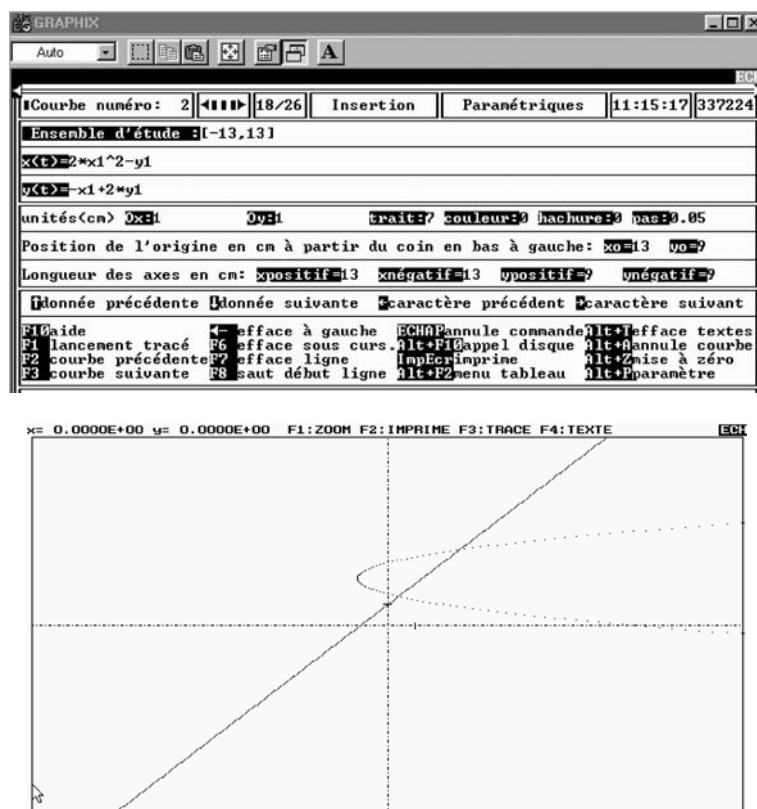 GRAPHIX
Auto
A
Courbe numéro: 2 18/26 Insertion Paramétriques 11:15:17 337224
Ensemble d'étude :[-13,13]
x(t)=2*x1^2-y1
y(t)=-x1+2*y1
unités(cm) Ox:1 Oy:1 trait:7 couleur:0 hachure:0 pas:0.05
Position de l'origine en cm à partir du coin en bas à gauche: xo=13 yo=9
Longueur des axes en cm: xpositif=13 xnégatif=13 ypositif=9 ynégatif=9
donnée précédente donnée suivante caractère précédent caractère suivant
F10aide ◄- efface à gauche ECHAPannule commande Alt+Tefface textes
F1 lancement tracé F6 efface sous curs. Alt+F10appel disque Alt+Aannule courbe
F2 courbe précédente F7 efface ligne ImpEcrimprime Alt+Zmise à zéro
F3 courbe suivante F8 saut début ligne Alt+F2menu tableau Alt+Pparamètre
x= 0.0000E+00 y= 0.0000E+00 F1:ZOOM F2:IMPRIME F3:TRACE F4:TEXTE